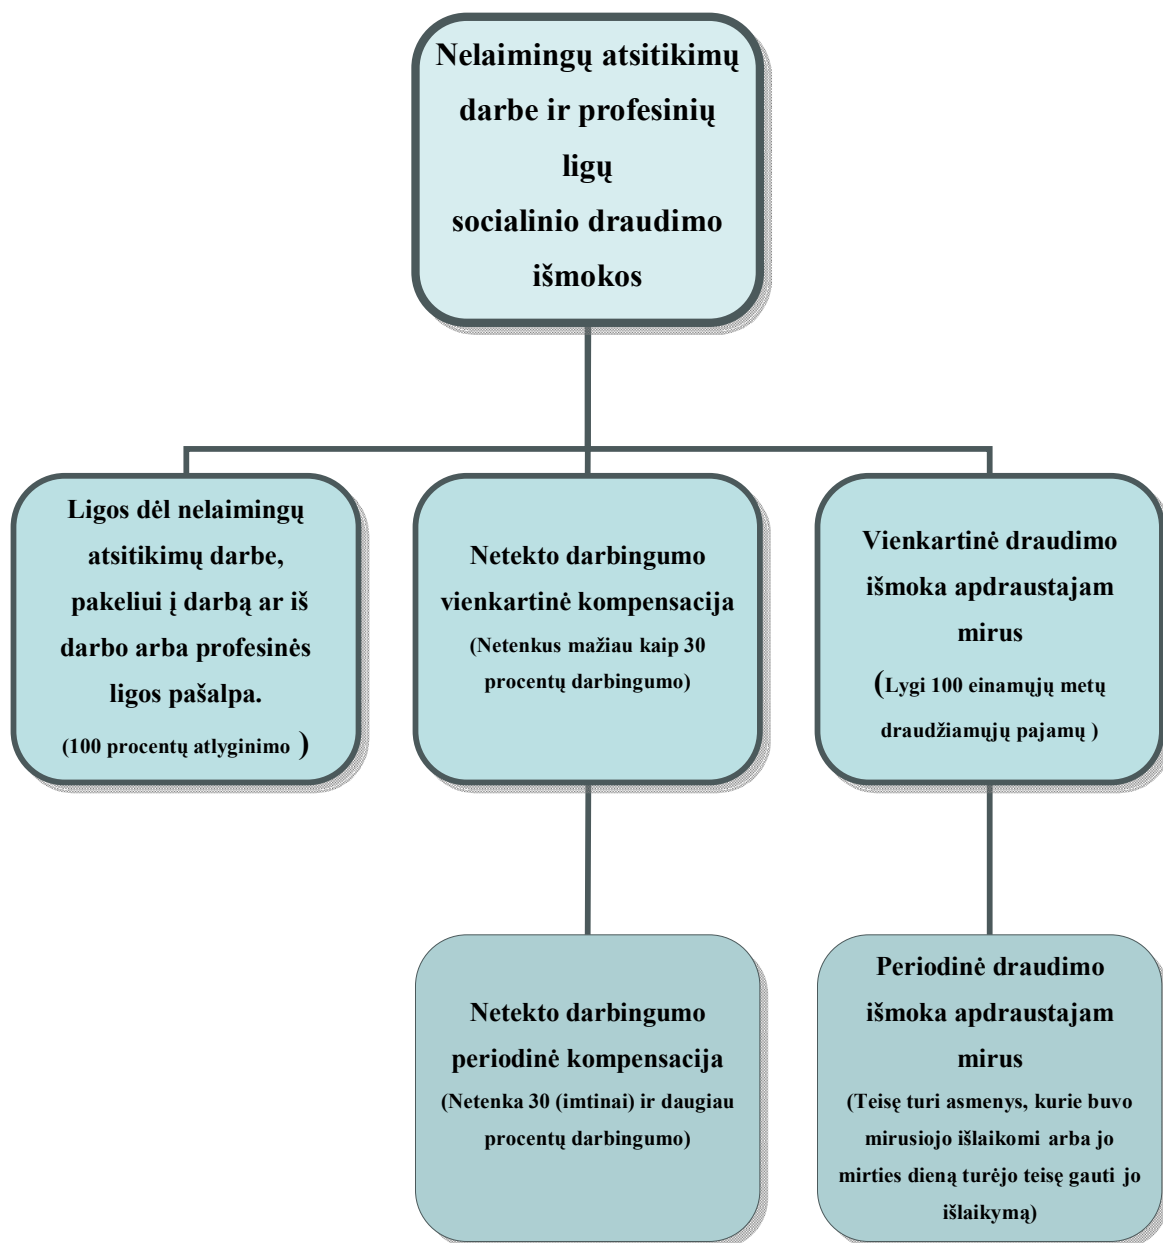 Nelaimingų atsitikimų
darbe ir profesinių
ligų
socialinio draudimo
išmokos
Ligos dėl nelaimingų
atsitikimų darbe,
pakeliui į darbą ar iš
darbo arba profesinės
ligos pašalpa.
(100 procentų atlyginimo )
Netekto darbingumo
vienkartinė kompensacija
(Netenkus mažiau kaip 30
procentų darbingumo)
Vienkartinė draudimo
išmoka apdraustajam
mirus
(Lygi 100 einamųjų metų
draudžiamųjų pajamų )
Netekto darbingumo
periodinė kompensacija
(Netenka 30 (imtinai) ir daugiau
procentų darbingumo)
Periodinė draudimo
išmoka apdraustajam
mirus
(Teisę turi asmenys, kurie buvo
mirusiojo išlaikomi arba jo
mirties dieną turėjo teisę gauti jo
išlaikymą)